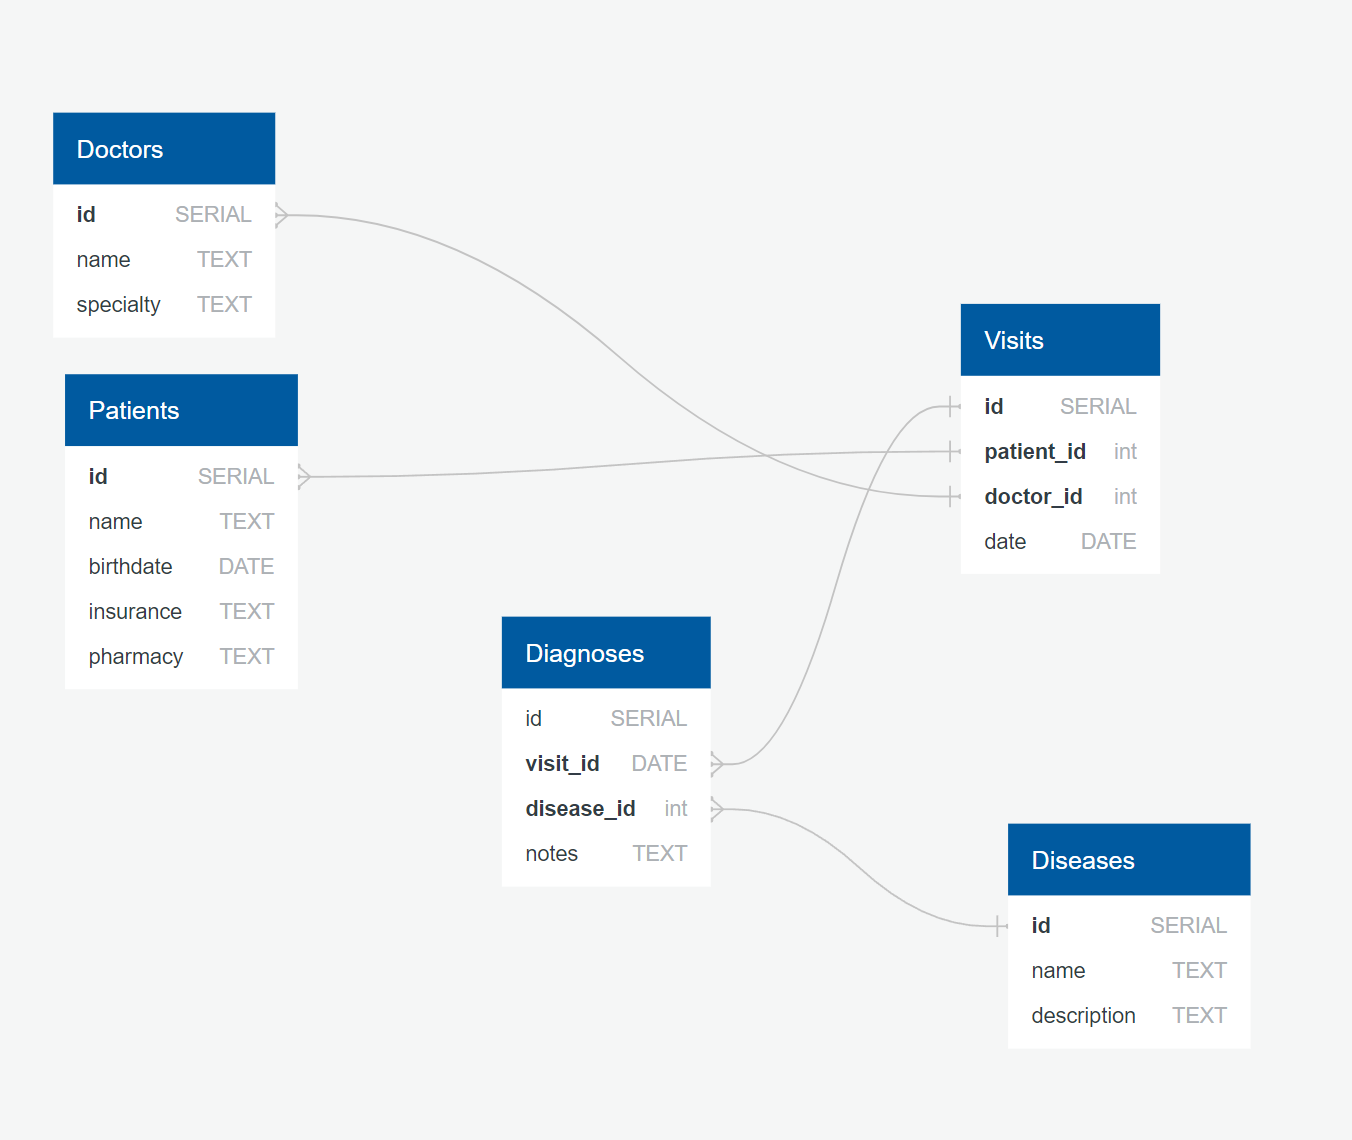 Doctors
id SERIAL
name TEXT
specialty TEXT
Patients
id SERIAL
name TEXT
birthdate DATE
insurance TEXT
pharmacy TEXT
Visits
id SERIAL
patient_id int
doctor_id int
date DATE
Diagnoses
id SERIAL
visit_id DATE
disease_id int
notes TEXT
Diseases
id SERIAL
name TEXT
description TEXT